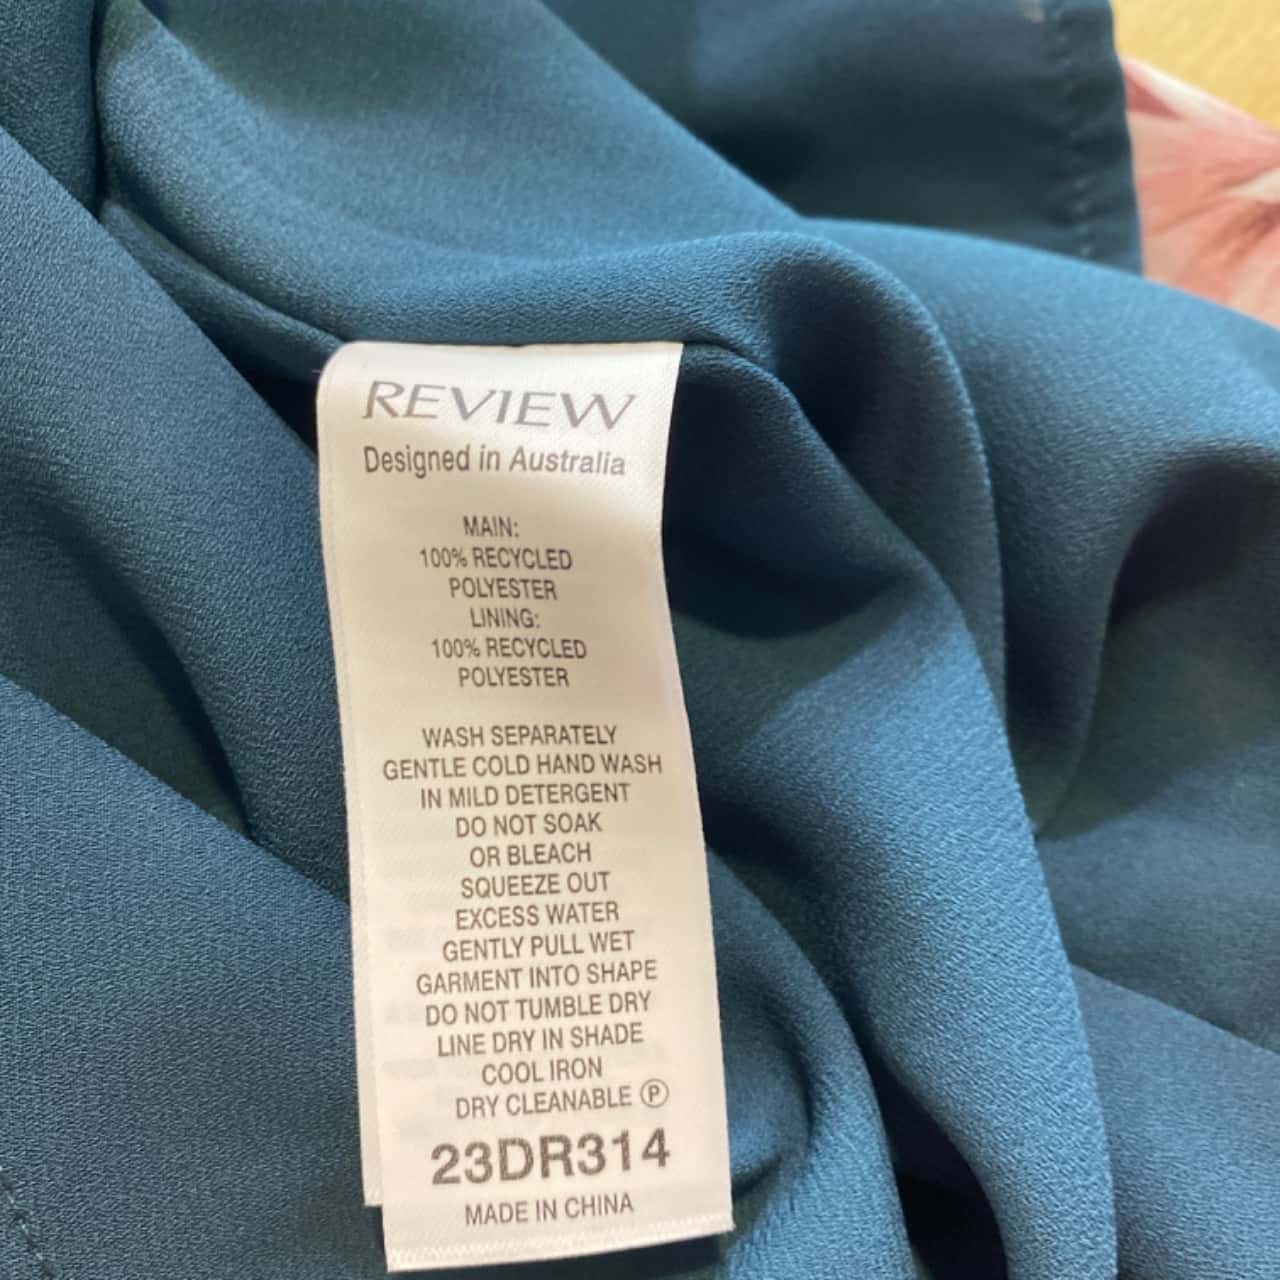 REVIEW
Designed in Australia
MAIN:
100% RECYCLED
POLYESTER
LINING:
100% RECYCLED
POLYESTER
WASH SEPARATELY
GENTLE COLD HAND WASH
IN MILD DETERGENT
DO NOT SOAK
OR BLEACH
SQUEEZE OUT
EXCESS WATER
GENTLY PULL WET
GARMENT INTO SHAPE
DO NOT TUMBLE DRY
LINE DRY IN SHADE
COOL IRON
DRY CLEANABLE Ⓟ
23DR314
MADE IN CHINA